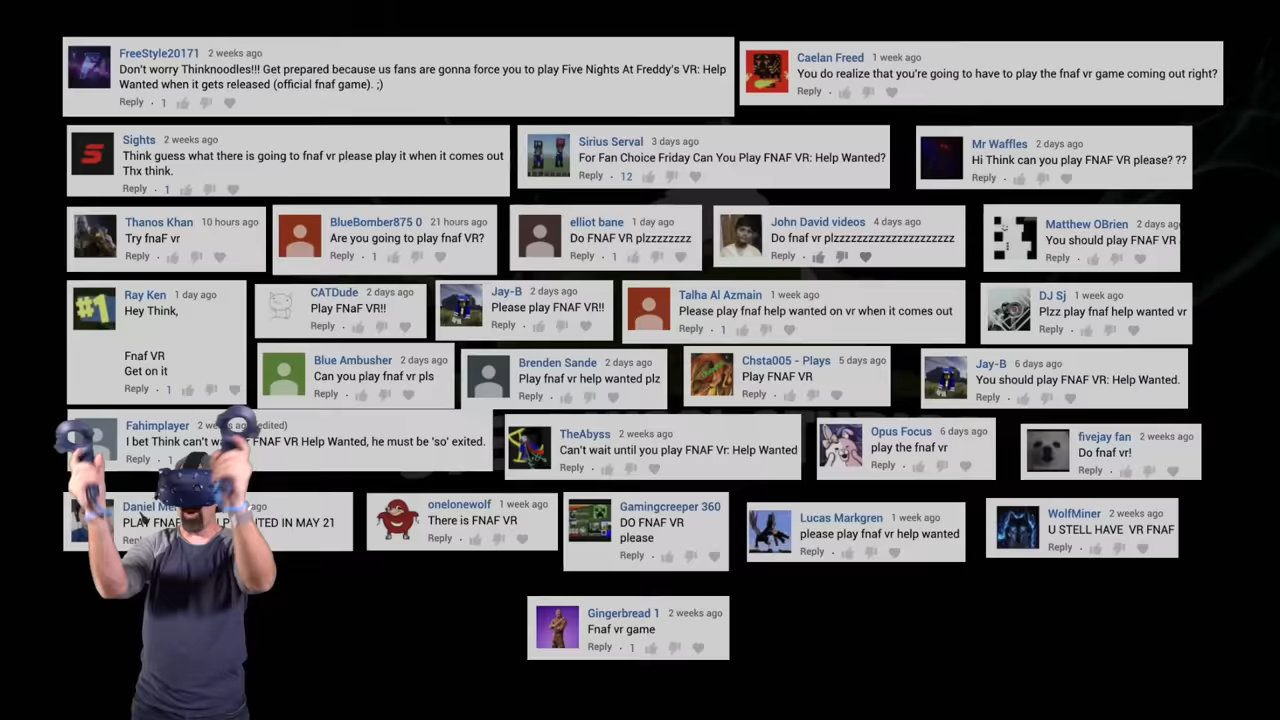 FreeStyle20171 2 weeks ago
Don't worry Thinknoodles!!! Get prepared because us fans are gonna force you to play Five Nights At Freddy's VR: Help
Wanted when it gets released (official fnaf game). ;)
Reply · 1
Caelan Freed 1 week ago
You do realize that you're going to have to play the fnaf vr game coming out right?
Reply ·
Sights 2 weeks ago
Think guess what there is going to fnaf vr please play it when it comes out
Thx think.
Reply · 1
Sirius Serval 3 days ago
For Fan Choice Friday Can You Play FNAF VR: Help Wanted?
Reply · 12
Mr Waffles 2 days ago
Hi Think can you play FNAF VR please? ??
Reply ·
Thanos Khan 10 hours ago
Try fnaF vr
Reply ·
BlueBomber875 0 21 hours ago
Are you going to play fnaf VR?
Reply · 1
elliot bane 1 day ago
Do FNAF VR plzzzzzzzz
Reply · 1
John David videos 4 days ago
Do fnaf vr plzzzzzzzzzzzzzzzzzzzzzz
Reply ·
Matthew OBrien 2 days ago
You should play FNAF VR
Reply ·
Ray Ken 1 day ago
Hey Think,
Fnaf VR
Get on it
Reply · 1
CATDude 2 days ago
Play FNaF VR!!
Reply ·
Jay-B 2 days ago
Please play FNAF VR!!
Reply ·
Talha Al Azmain 1 week ago
Please play fnaf help wanted on vr when it comes out
Reply · 1
DJ Sj 1 week ago
Plzz play fnaf help wanted vr
Reply ·
#1
Blue Ambusher 2 days ago
Can you play fnaf vr pls
Reply ·
Brenden Sande 2 days ago
Play fnaf vr help wanted plz
Reply ·
Chsta005 - Plays 5 days ago
Play FNAF VR
Reply ·
Jay-B 6 days ago
You should play FNAF VR: Help Wanted.
Reply ·
Fahimplayer 2 edited)
I bet Think can't FNAF VR Help Wanted, he must be 'so' exited.
Reply · 1
TheAbyss 2 weeks ago
Can't wait until you play FNAF Vr: Help Wanted
Reply ·
Opus Focus 6 days ago
play the fnaf vr
Reply ·
fivejay fan 2 weeks ago
Do fnaf vr!
Reply ·
Daniel ago
PLAY IN MAY 21
onelonewolf 1 week ago
There is FNAF VR
Reply ·
Gamingcreeper 360
DO FNAF VR
please
Reply ·
Lucas Markgren 1 week ago
please play fnaf vr help wanted
Reply ·
WolfMiner 2 weeks ago
U STELL HAVE VR FNAF
Reply ·
Gingerbread 1 2 weeks ago
Fnaf vr game
Reply · 1